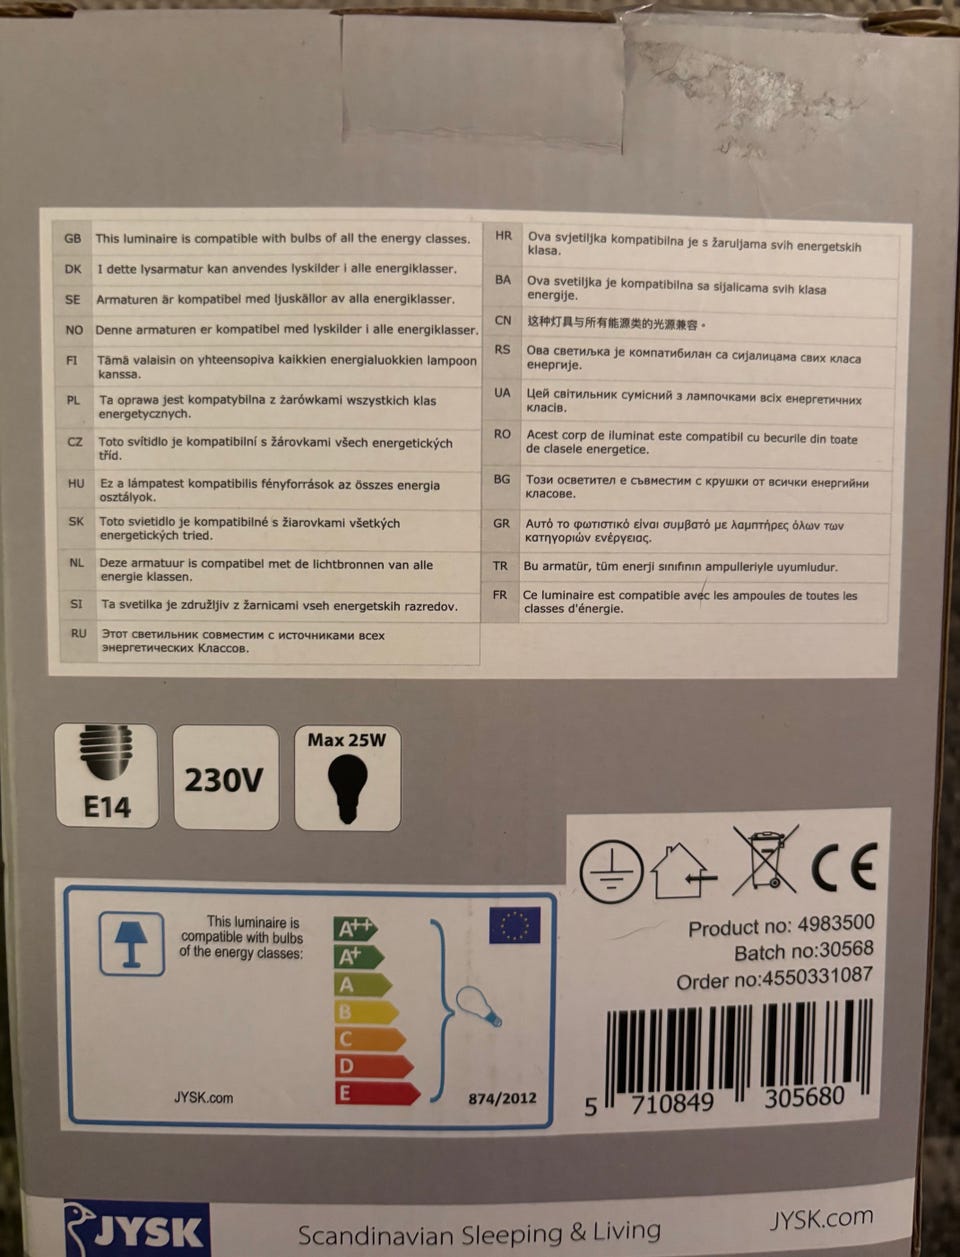 GB This luminaire is compatible with bulbs of all the energy classes.
DK I dette lysarmatur kan anvendes lyskilder i alle energiklasser.
SE Armaturen är kompatibel med ljuskällor av alla energiklasser.
NO Denne armaturen er kompatibel med lyskilder i alle energiklasser.
FI Tämä valaisin on yhteensopiva kaikkien energialuokkien lampoon
kanssa.
PL Ta oprawa jest kompatybilna z żarówkami wszystkich klas
energetycznych.
CZ Toto svítidlo je kompatibilní s žárovkami všech energetických
tříd.
HU Ez a lámpatest kompatibilis fényforrások az összes energia
osztályok.
SK Toto svietidlo je kompatibilné s žiarovkami všetkých
energetických tried.
NL Deze armatuur is compatibel met de lichtbronnen van alle
energie klassen.
SI Ta svetilka je združljiv z žarnicami vseh energetskih razredov.
RU Этот светильник совместим с источниками всех
энергетических Классов.
HR Ova svjetiljka kompatibilna je s žaruljama svih energetskih
klasa.
BA Ova svetiljka je kompatibilna sa sijalicama svih klasa
energije.
CN 这种灯具与所有能源类的光源兼容。
RS Ова светиљка је компатибилан са сијалицама свих класа
енергије.
UA Цей світильник сумісний з лампочками всіх енергетичних
класів.
RO Acest corp de iluminat este compatibil cu becurile din toate
de clasele energetice.
BG Този осветител е съвместим с крушки от всички енергийни
класове.
GR Αυτό το φωτιστικό είναι συμβατό με λαμπτήρες όλων των
κατηγοριών ενέργειας.
TR Bu armatür, tüm enerji sınıfının ampulleriyle uyumludur.
FR Ce luminaire est compatible avec les ampoules de toutes les
classes d'énergie.
E14
230V
Max 25W
This luminaire is
compatible with bulbs
of the energy classes:
A++
A+
A
B
C
D
E
JYSK.com
874/2012
CE
Product no: 4983500
Batch no:30568
Order no:4550331087
5 710849 305680
JYSK
Scandinavian Sleeping & Living
JYSK.com